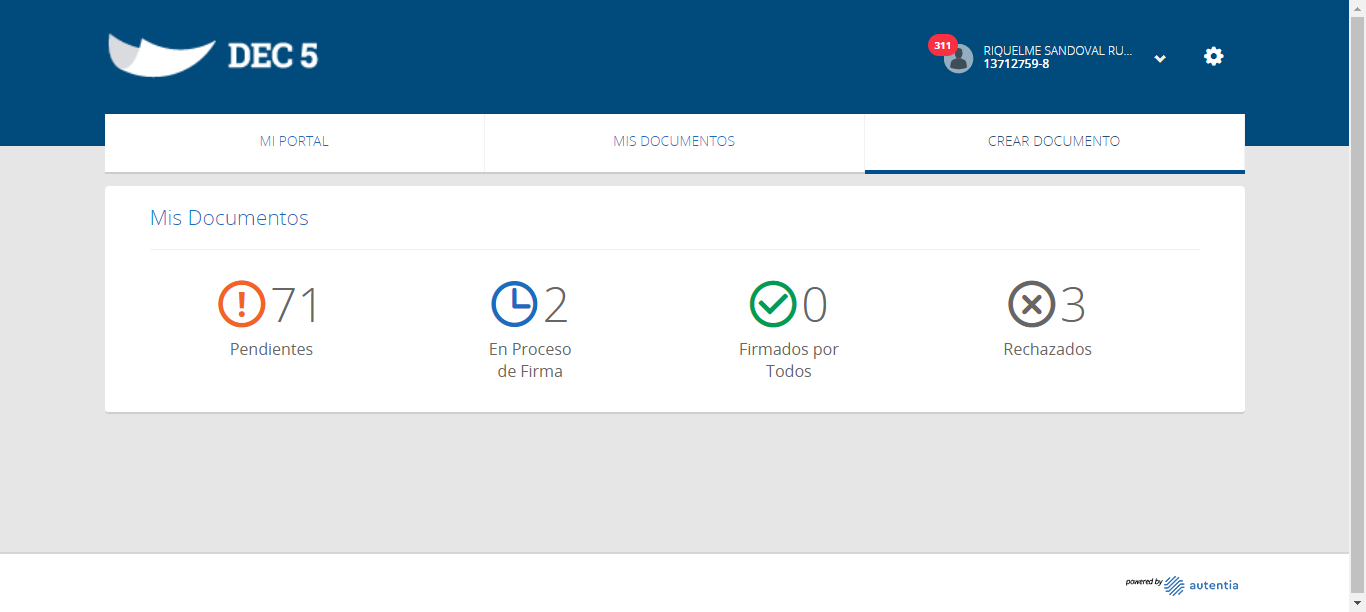 DEC 5
311
RIQUELME SANDOVAL RU...
13712759-8
MI PORTAL
MIS DOCUMENTOS
CREAR DOCUMENTO
Mis Documentos
71
Pendientes
2
En Proceso
de Firma
0
Firmados por
Todos
3
Rechazados
powered by
autentia